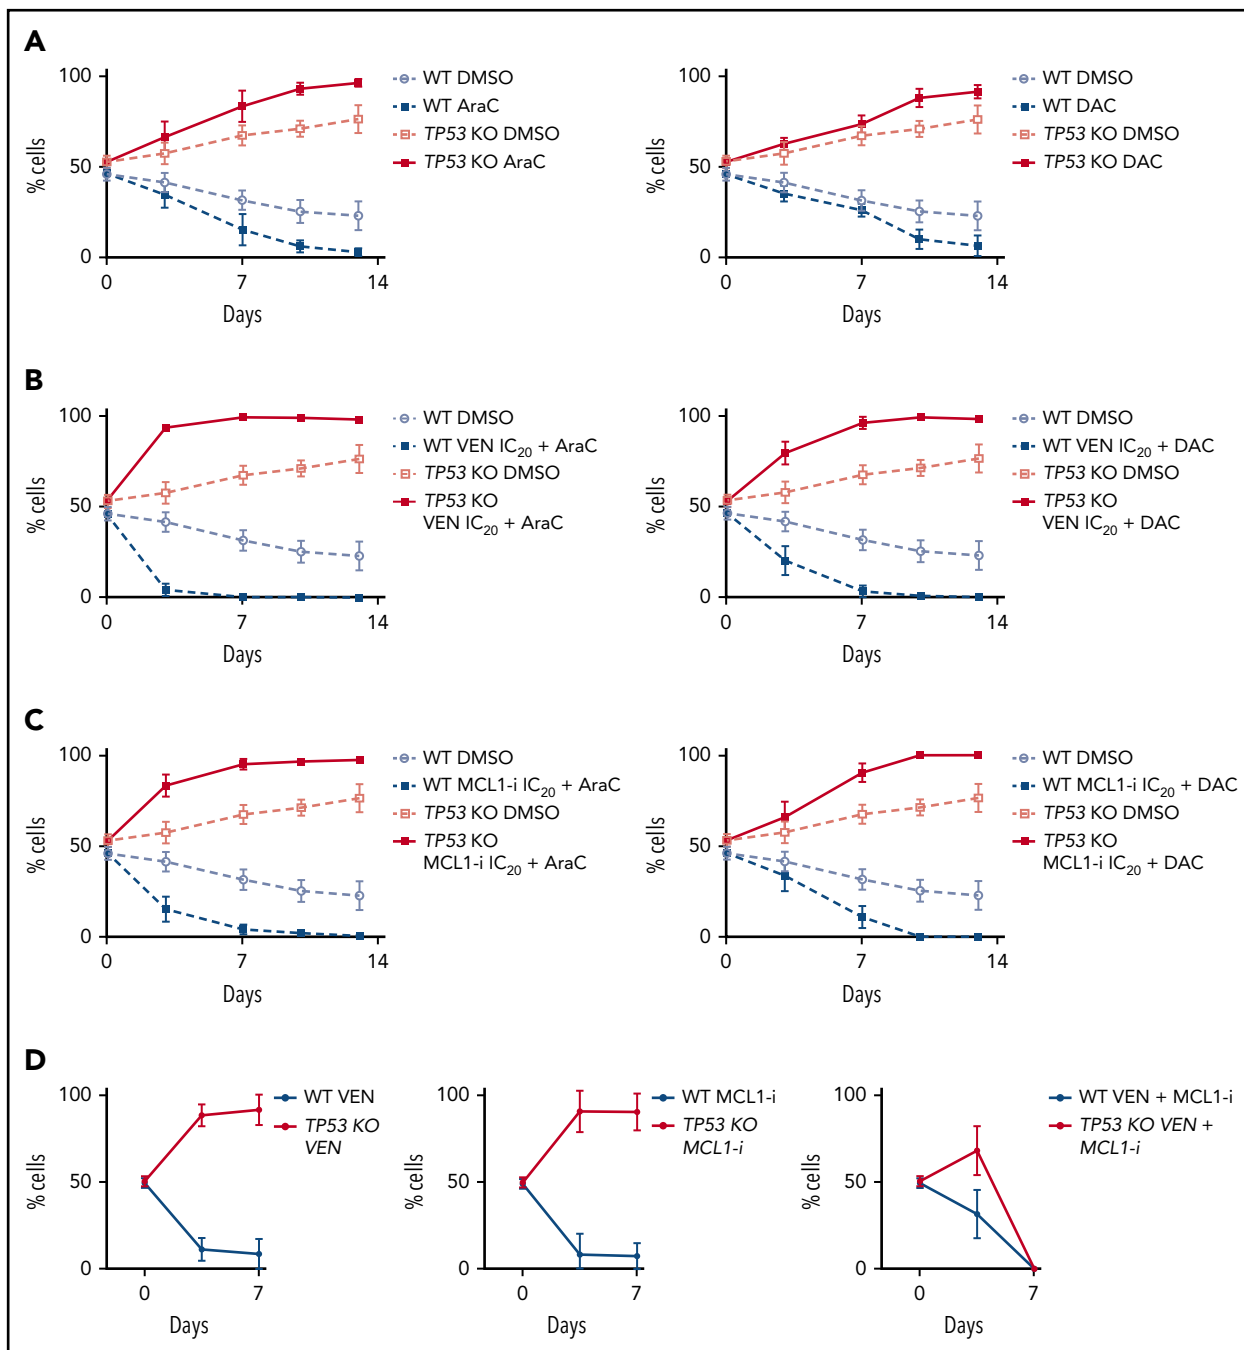 A
100
50
0
% cells
0
7
14
Days
WT DMSO
WT AraC
TP53 KO DMSO
TP53 KO AraC
100
50
0
% cells
0
7
14
Days
WT DMSO
WT DAC
TP53 KO DMSO
TP53 KO DAC
B
100
50
0
% cells
0
7
14
Days
WT DMSO
WT VEN IC20 + AraC
TP53 KO DMSO
TP53 KO
VEN IC20 + AraC
100
50
0
% cells
0
7
14
Days
WT DMSO
WT VEN IC20 + DAC
TP53 KO DMSO
TP53 KO
VEN IC20 + DAC
C
100
50
0
% cells
0
7
14
Days
WT DMSO
WT MCL1-i IC20 + AraC
TP53 KO DMSO
TP53 KO
MCL1-i IC20 + AraC
100
50
0
% cells
0
7
14
Days
WT DMSO
WT MCL1-i IC20 + DAC
TP53 KO DMSO
TP53 KO
MCL1-i IC20 + DAC
D
100
50
0
% cells
0
7
Days
WT VEN
TP53 KO
VEN
100
50
0
% cells
0
7
Days
WT MCL1-i
TP53 KO
MCL1-i
100
50
0
% cells
0
7
Days
WT VEN + MCL1-i
TP53 KO VEN +
MCL1-i